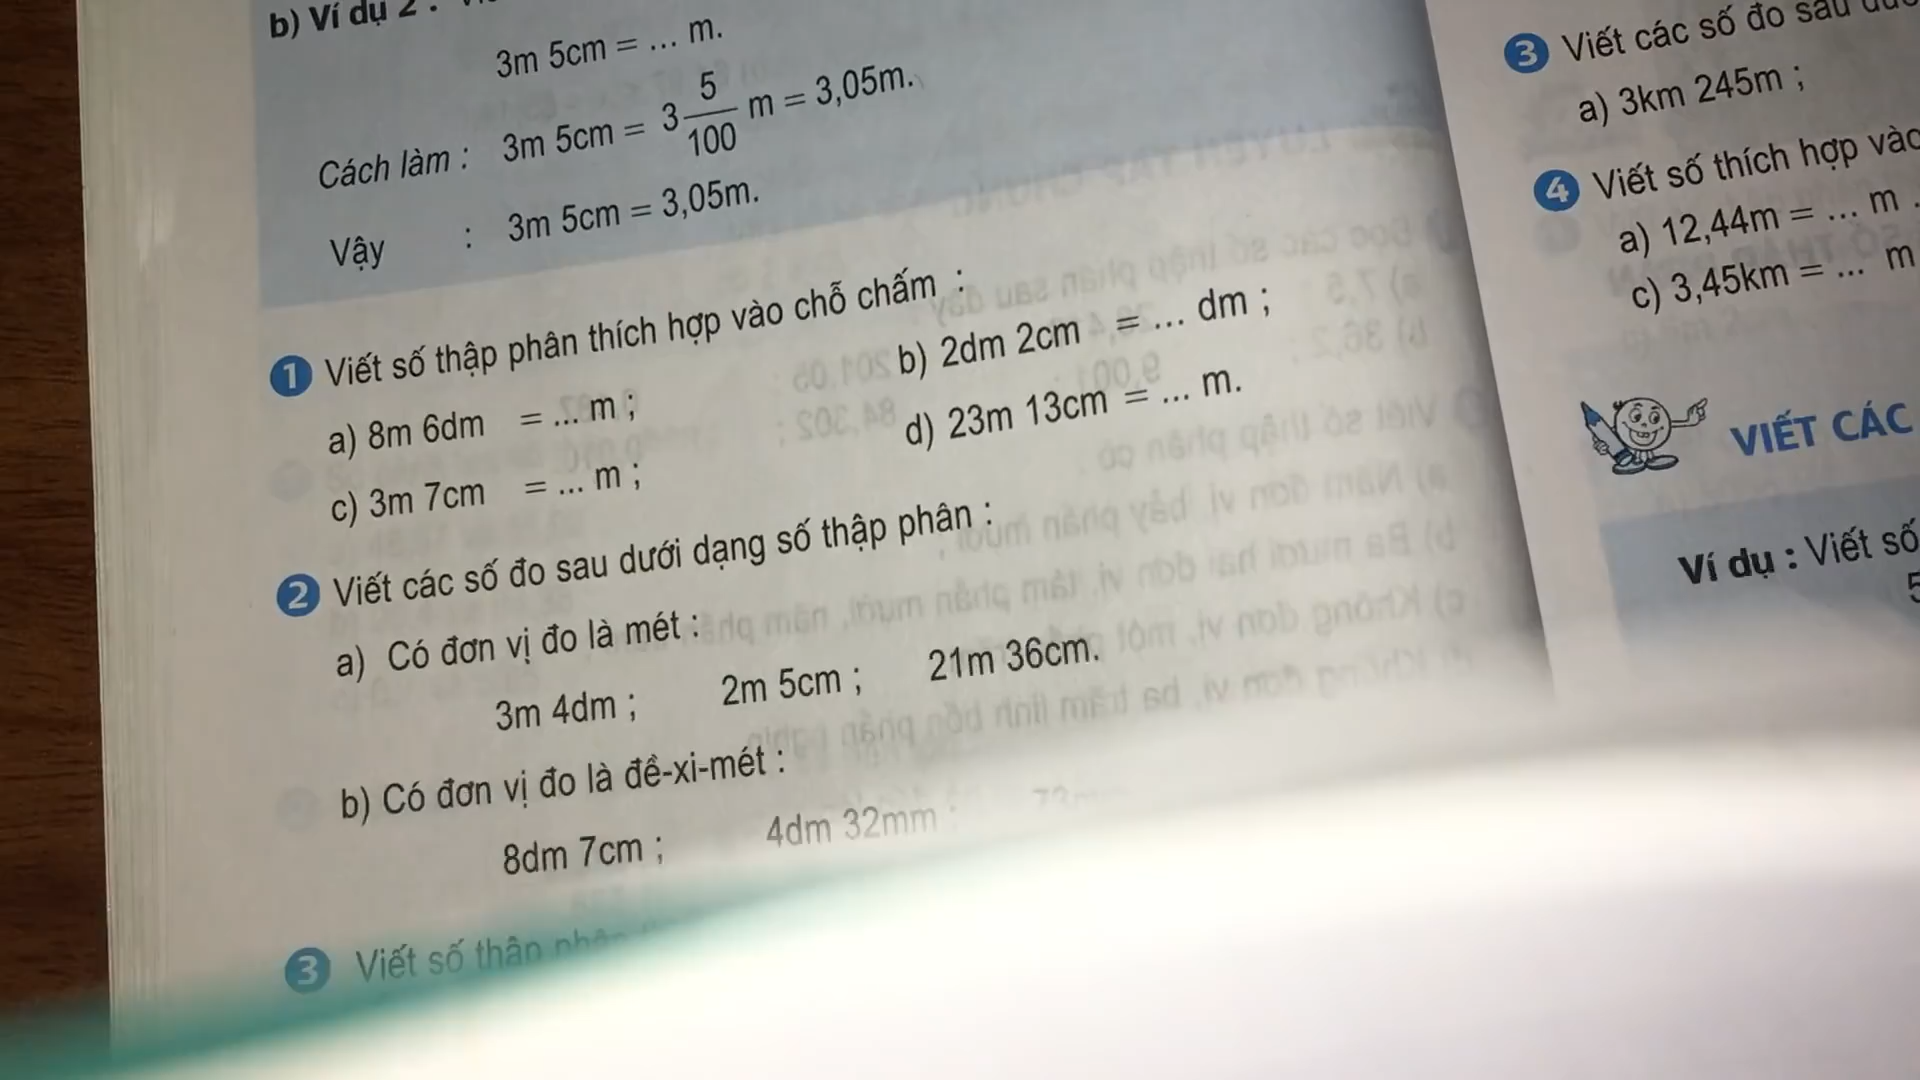 b) Ví dụ 2 :
3m 5cm = ... m.
Cách làm : 3m 5cm = 3 5/100 m = 3,05m.
Vậy : 3m 5cm = 3,05m.
1 Viết số thập phân thích hợp vào chỗ chấm :
a) 8m 6dm = ... m ; b) 2dm 2cm = ... dm ;
c) 3m 7cm = ... m ; d) 23m 13cm = ... m.
2 Viết các số đo sau dưới dạng số thập phân :
a) Có đơn vị đo là mét :
3m 4dm ; 2m 5cm ; 21m 36cm.
b) Có đơn vị đo là đề-xi-mét :
8dm 7cm ; 4dm 32mm
3 Viết số
3 Viết các số đo sau
a) 3km 245m ;
4 Viết số thích hợp
a) 12,44m = ... m
c) 3,45km = ... m
VIẾT CÁC
Ví dụ : Viết số